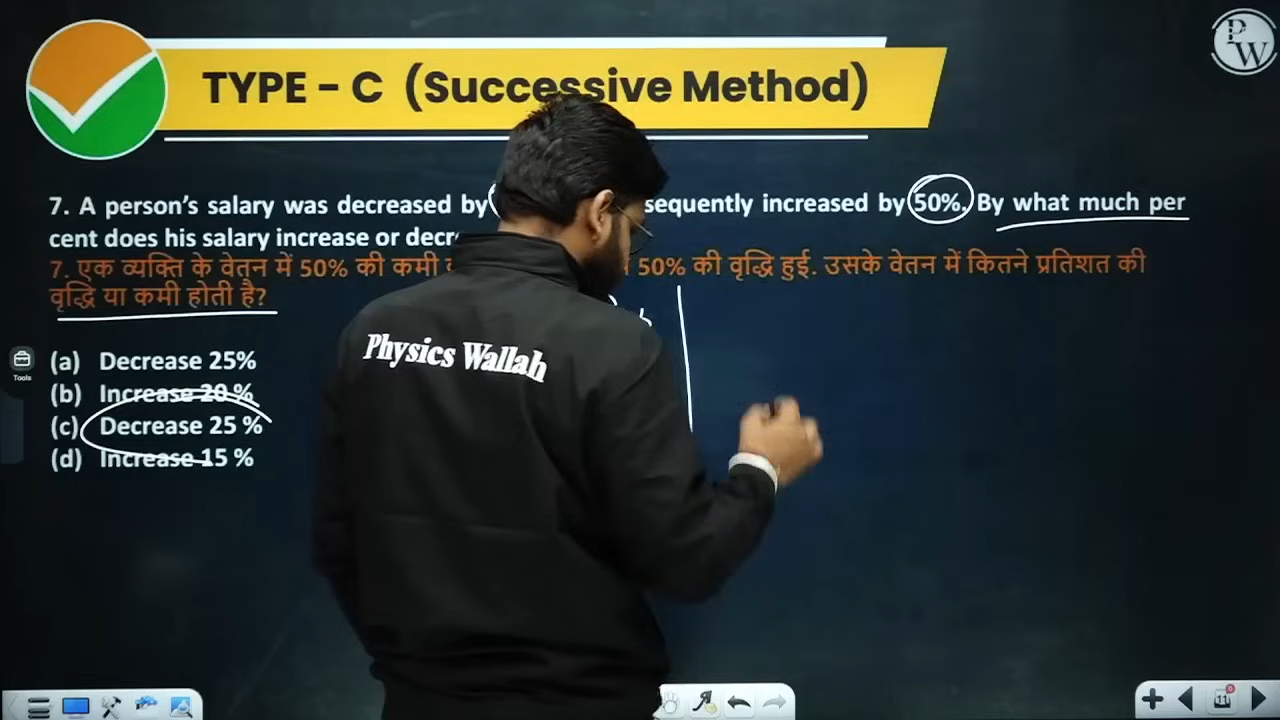 TYPE - C (Successive Method)
PW
7. A person's salary was decreased by sequently increased by 50%. By what much per
cent does his salary increase or decr
7. एक व्यक्ति के वेतन में 50% की कमी 50% की वृद्धि हुई. उसके वेतन में कितने प्रतिशत की
वृद्धि या कमी होती है?
Physics Wallah
(a) Decrease 25%
(b) Increase 20 %
(c) Decrease 25 %
(d) Increase 15 %
Tools